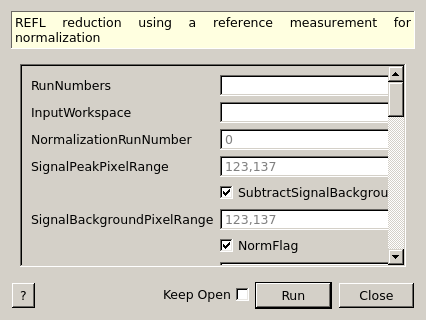 REFL reduction using a reference measurement for
normalization
RunNumbers
InputWorkspace
NormalizationRunNumber 0
SignalPeakPixelRange 123,137
SubtractSignalBackgrou
SignalBackgroundPixelRange 123,137
NormFlag
? Keep Open Run Close